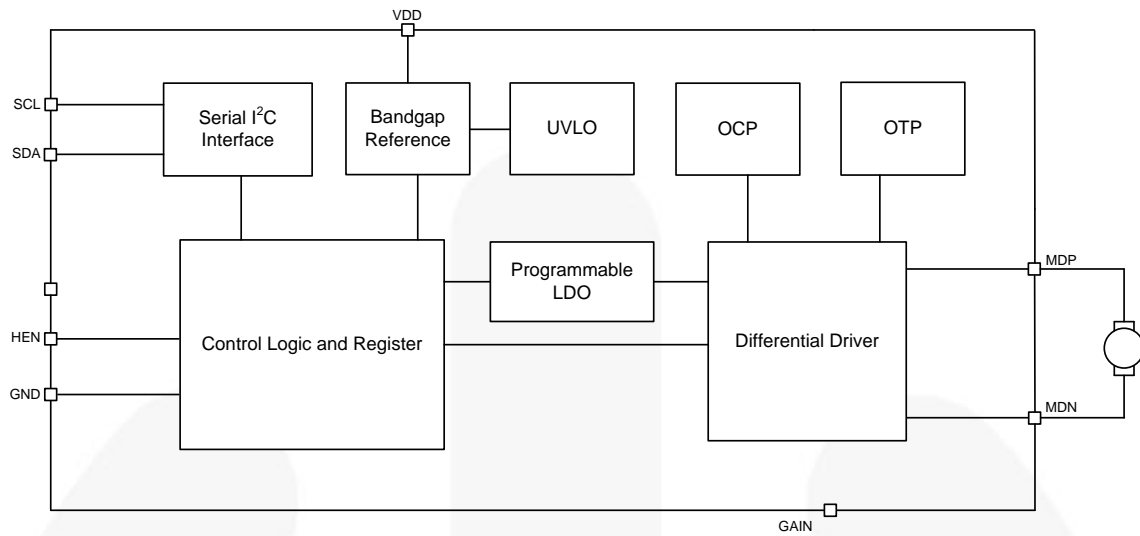 VDD
SCL
SDA
Serial I²C
Interface
Bandgap
Reference
UVLO
OCP
OTP
Programmable
LDO
MDP
HEN
Control Logic and Register
Differential Driver
GND
MDN
GAIN